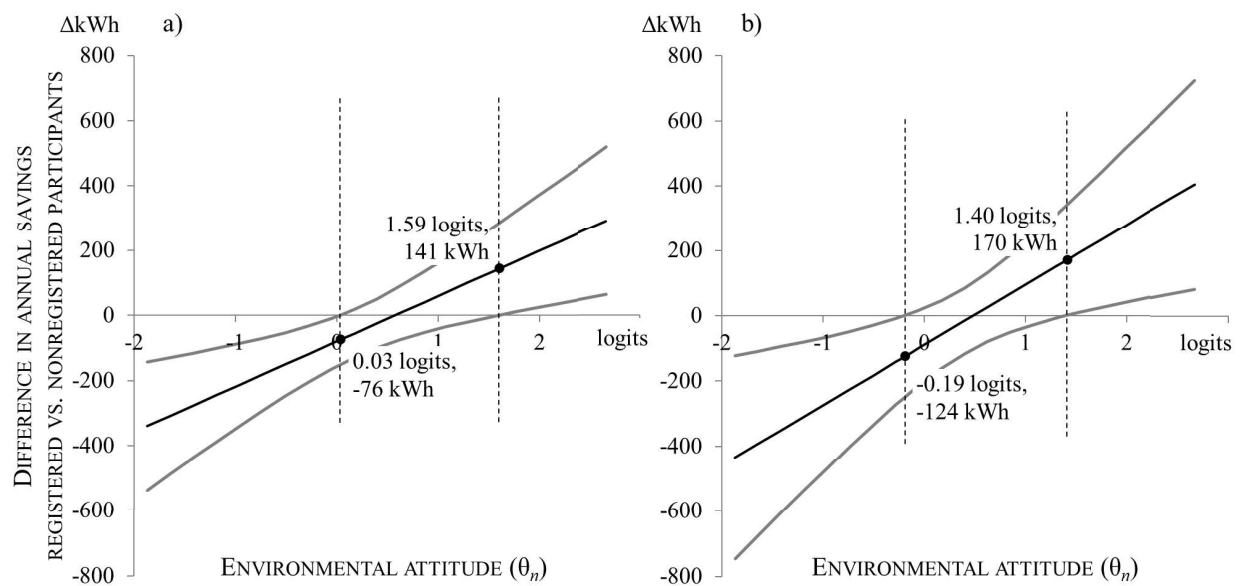 ΔkWh
a)
800
600
400
200
0
-200
-400
-600
-800
-2
-1
0
1
2
logits
1.59 logits,
141 kWh
0.03 logits,
-76 kWh
ENVIRONMENTAL ATTITUDE (θn)
DIFFERENCE IN ANNUAL SAVINGS
REGISTERED VS. NONREGISTERED PARTICIPANTS
ΔkWh
b)
800
600
400
200
0
-200
-400
-600
-800
-2
-1
0
1
2
logits
1.40 logits,
170 kWh
-0.19 logits,
-124 kWh
ENVIRONMENTAL ATTITUDE (θn)